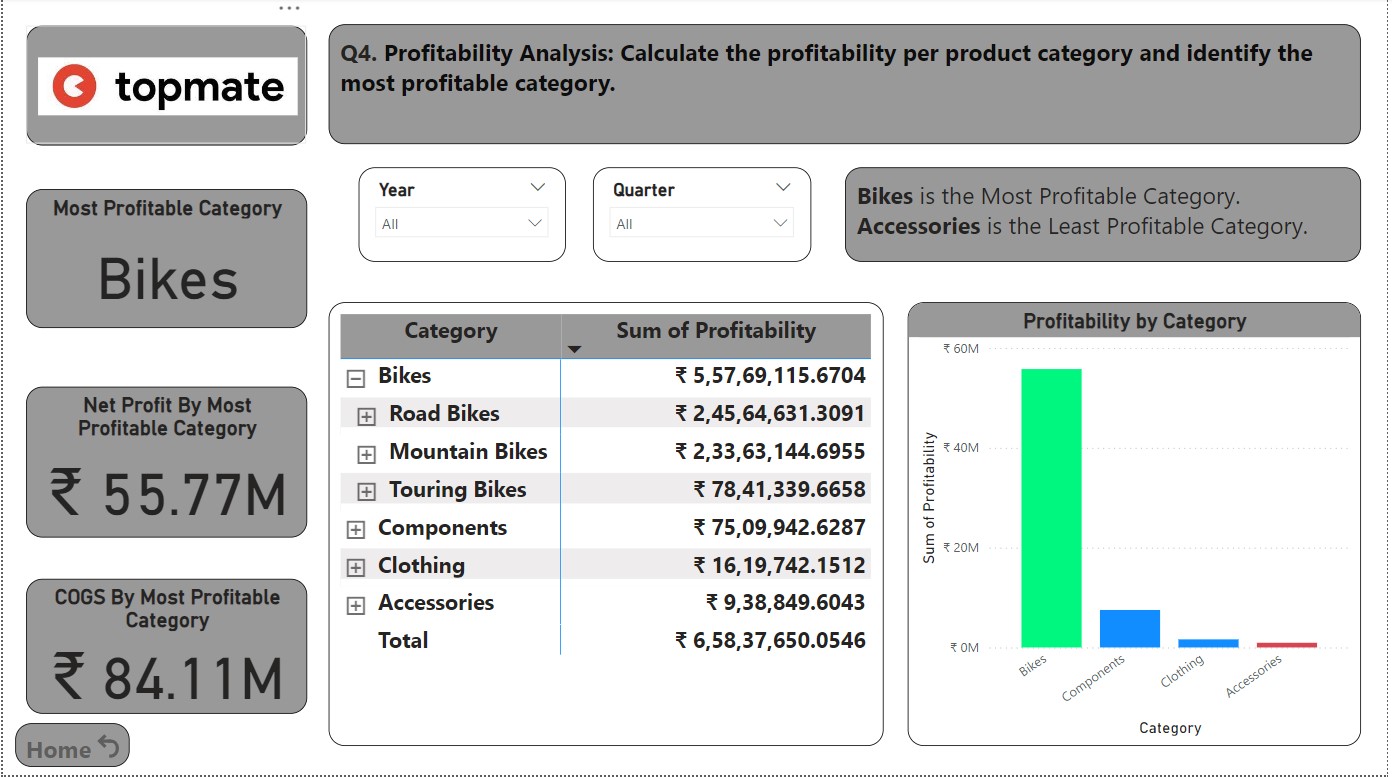 topmate
Q4. Profitability Analysis: Calculate the profitability per product category and identify the
most profitable category.
Most Profitable Category
Bikes
Year
All
Quarter
All
Bikes is the Most Profitable Category.
Accessories is the Least Profitable Category.
Net Profit By Most
Profitable Category
₹ 55.77M
COGS By Most Profitable
Category
₹ 84.11M
Home
Category Sum of Profitability
Bikes ₹ 5,57,69,115.6704
Road Bikes ₹ 2,45,64,631.3091
Mountain Bikes ₹ 2,33,63,144.6955
Touring Bikes ₹ 78,41,339.6658
Components ₹ 75,09,942.6287
Clothing ₹ 16,19,742.1512
Accessories ₹ 9,38,849.6043
Total ₹ 6,58,37,650.0546
Profitability by Category
Sum of Profitability
₹ 60M
₹ 40M
₹ 20M
₹ 0M
Bikes
Components
Clothing
Accessories
Category